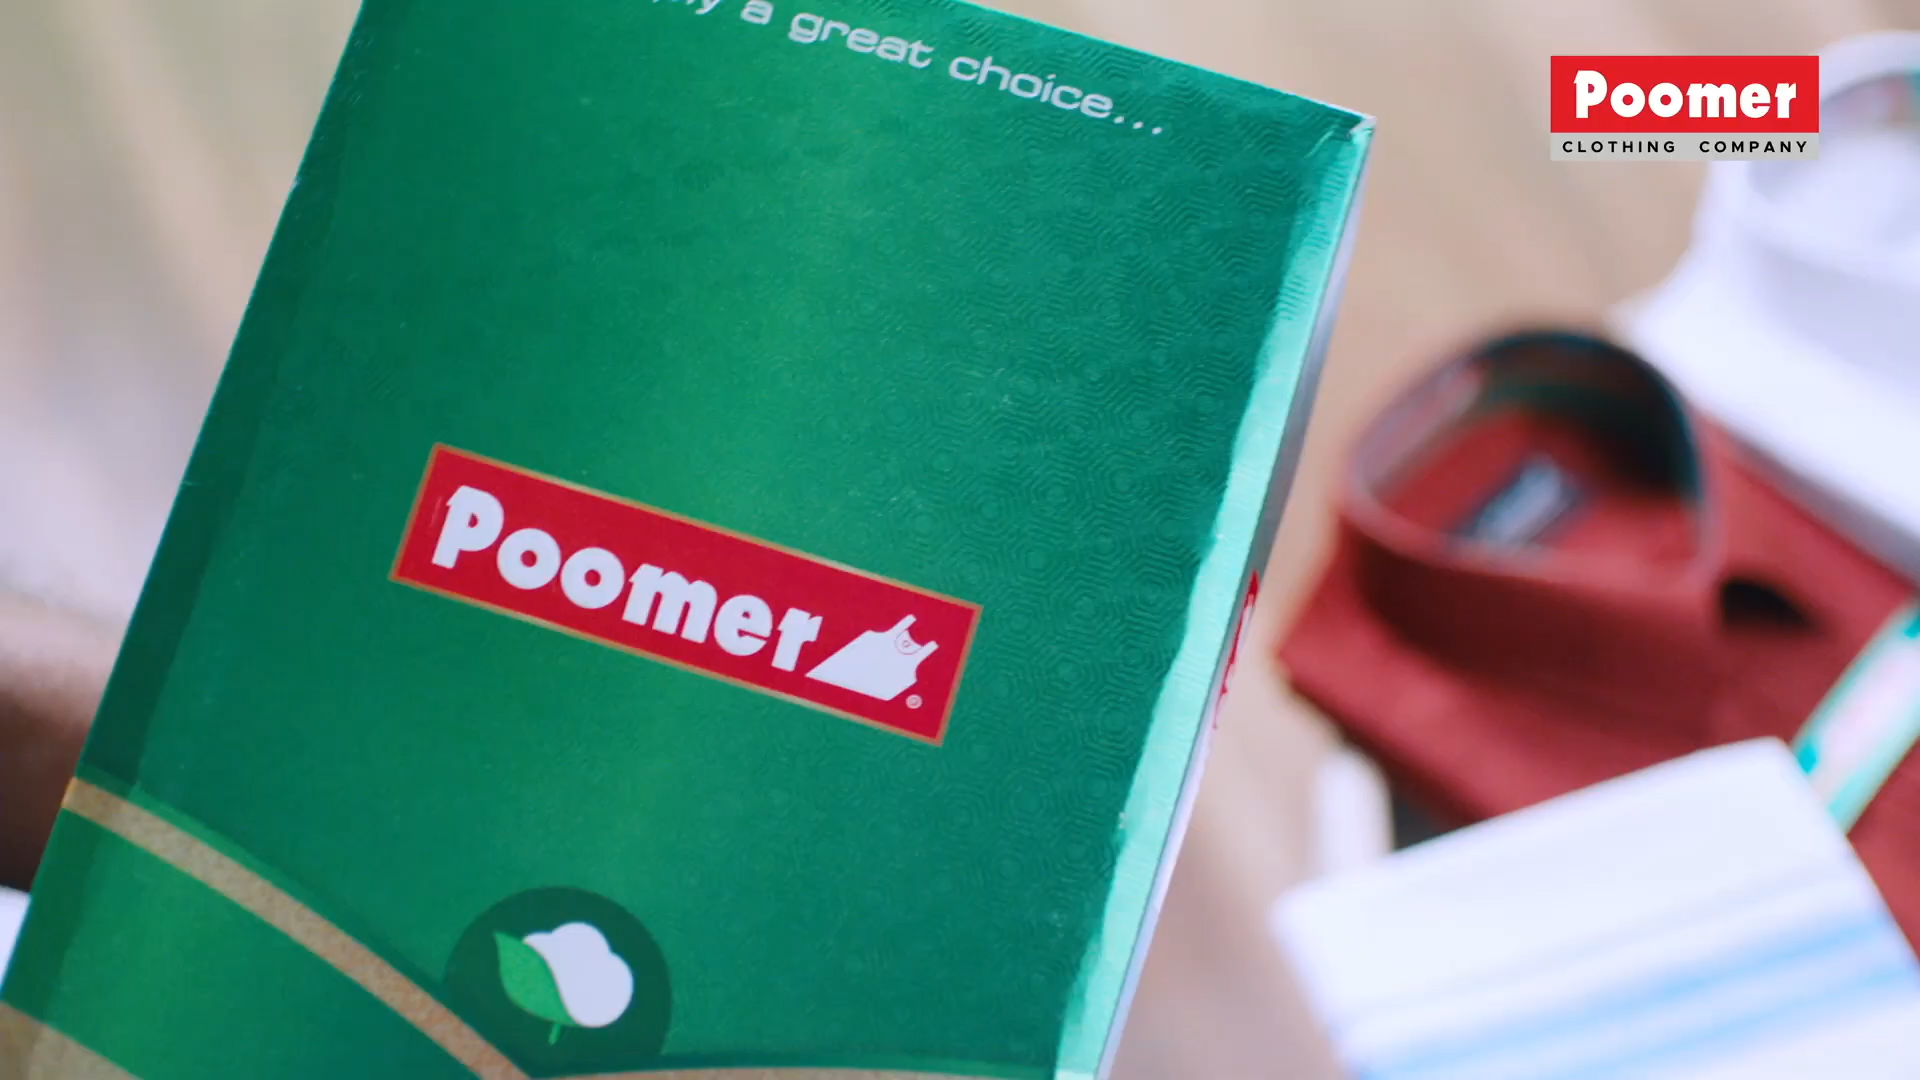 a great choice...
Poomer
CLOTHING COMPANY
Poomer
®